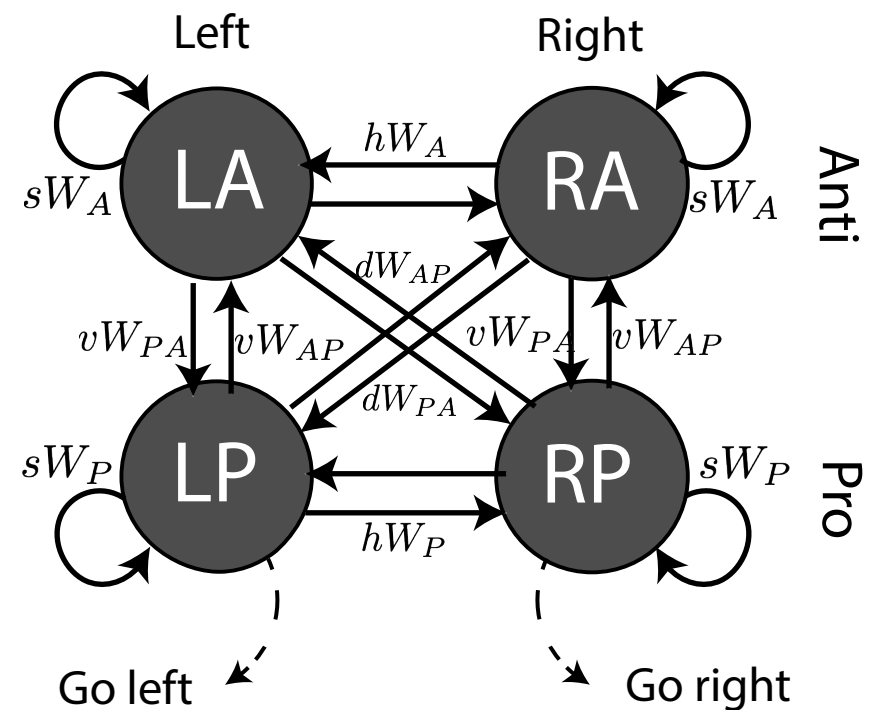 Left
Right
hW_A
LA
RA
sW_A
sW_A
Anti
dW_AP
vW_PA
vW_AP
vW_PA
vW_AP
dW_PA
sW_P
LP
RP
sW_P
Pro
hW_P
Go left
Go right